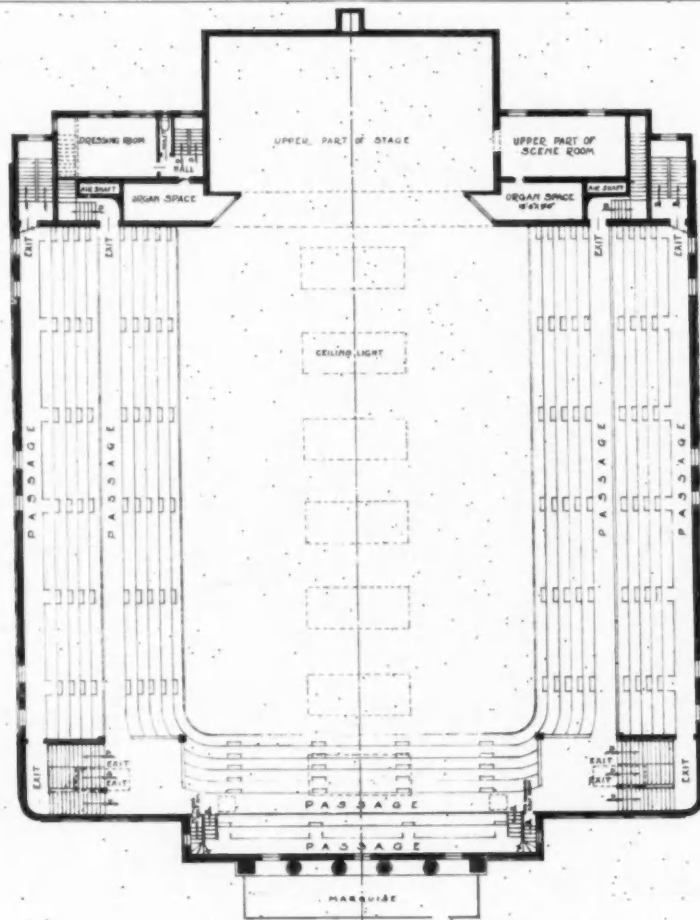 DRESSING ROOM
HALL
UPPER PART OF STAGE
UPPER PART OF
SCENE ROOM
AIR SHAFT
ORGAN SPACE
ORGAN SPACE
AIR SHAFT
EXIT
EXIT
EXIT
EXIT
CEILING LIGHT
PASSAGE
PASSAGE
PASSAGE
PASSAGE
EXIT
EXIT
EXIT
EXIT
EXIT
EXIT
PASSAGE
PASSAGE
MARQUISE